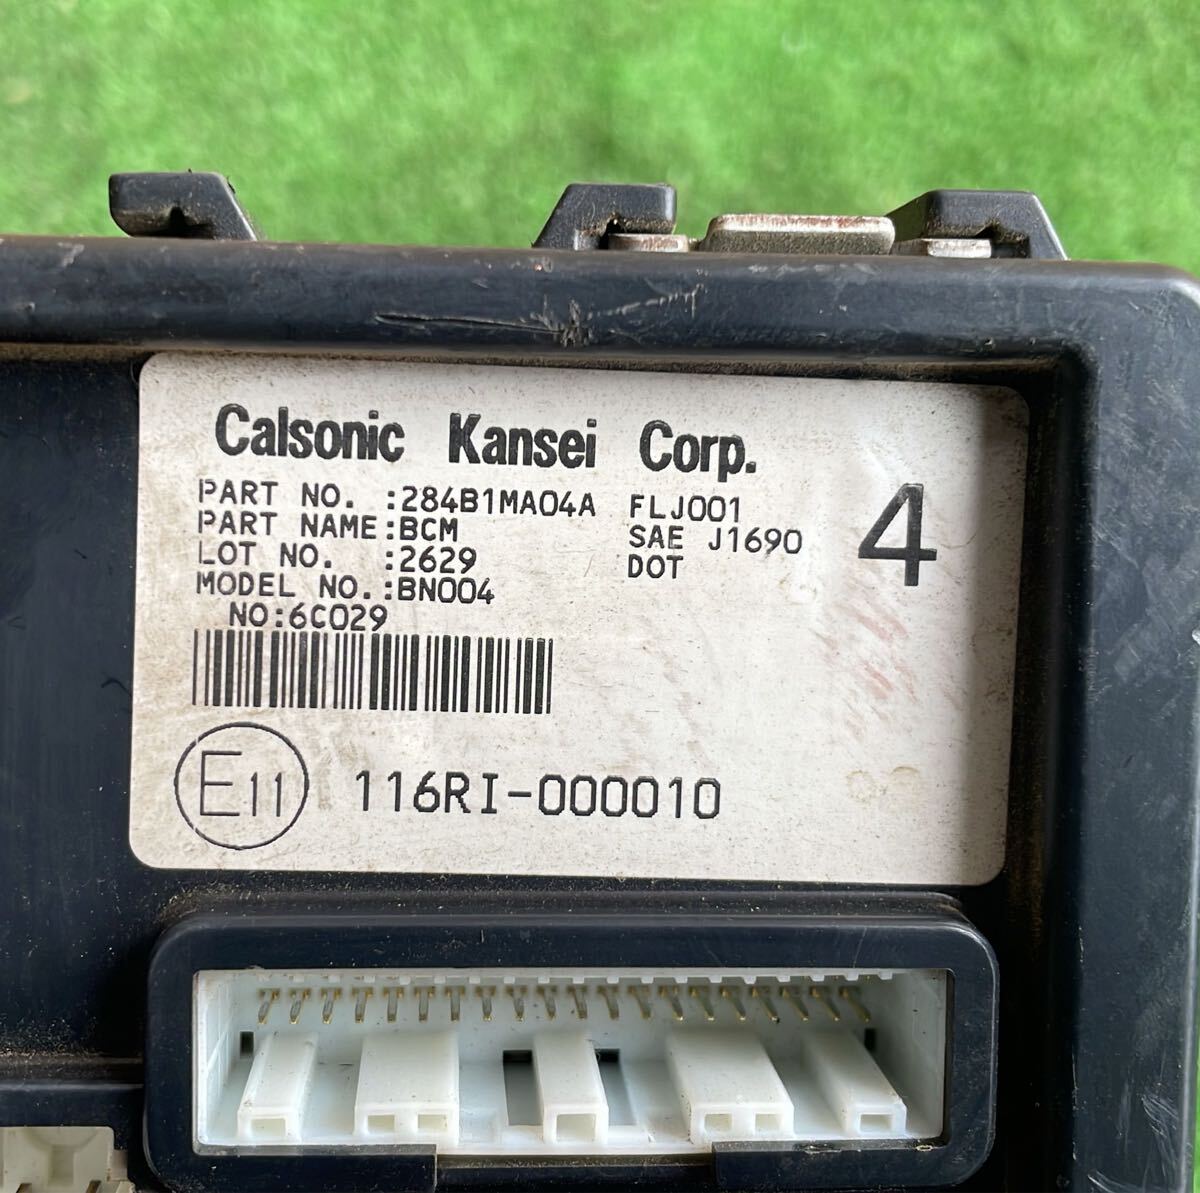 Calsonic Kansei Corp.
PART NO. :284B1MA04A FLJ001
PART NAME:BCM SAE J1690
LOT NO. :2629 DOT
MODEL NO.:BN004
NO:6C029
4
E11 116RI-000010